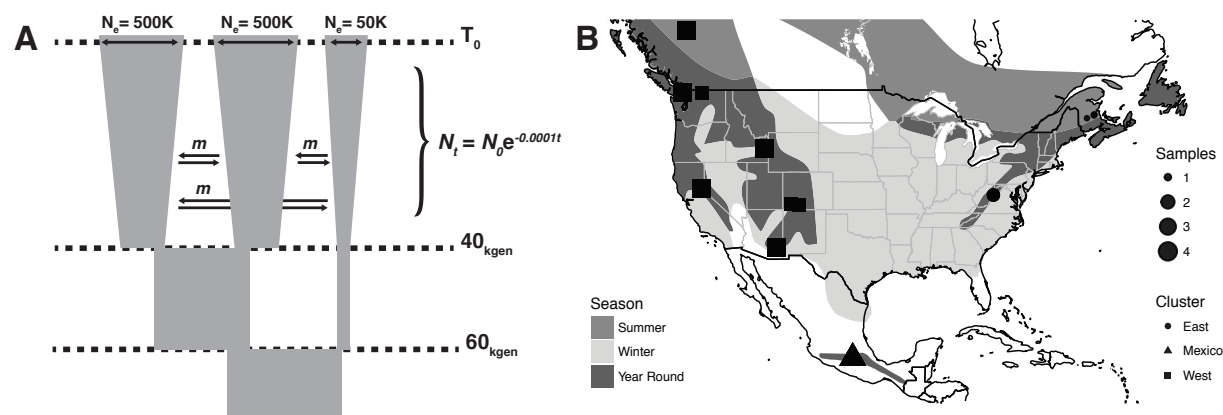 A
Ne=500K Ne=500K Ne=50K
T0
m m
Nt = N0e-0.0001t
m
40kgen
60kgen
B
Samples
1
2
3
4
Season
Summer
Winter
Year Round
Cluster
East
Mexico
West